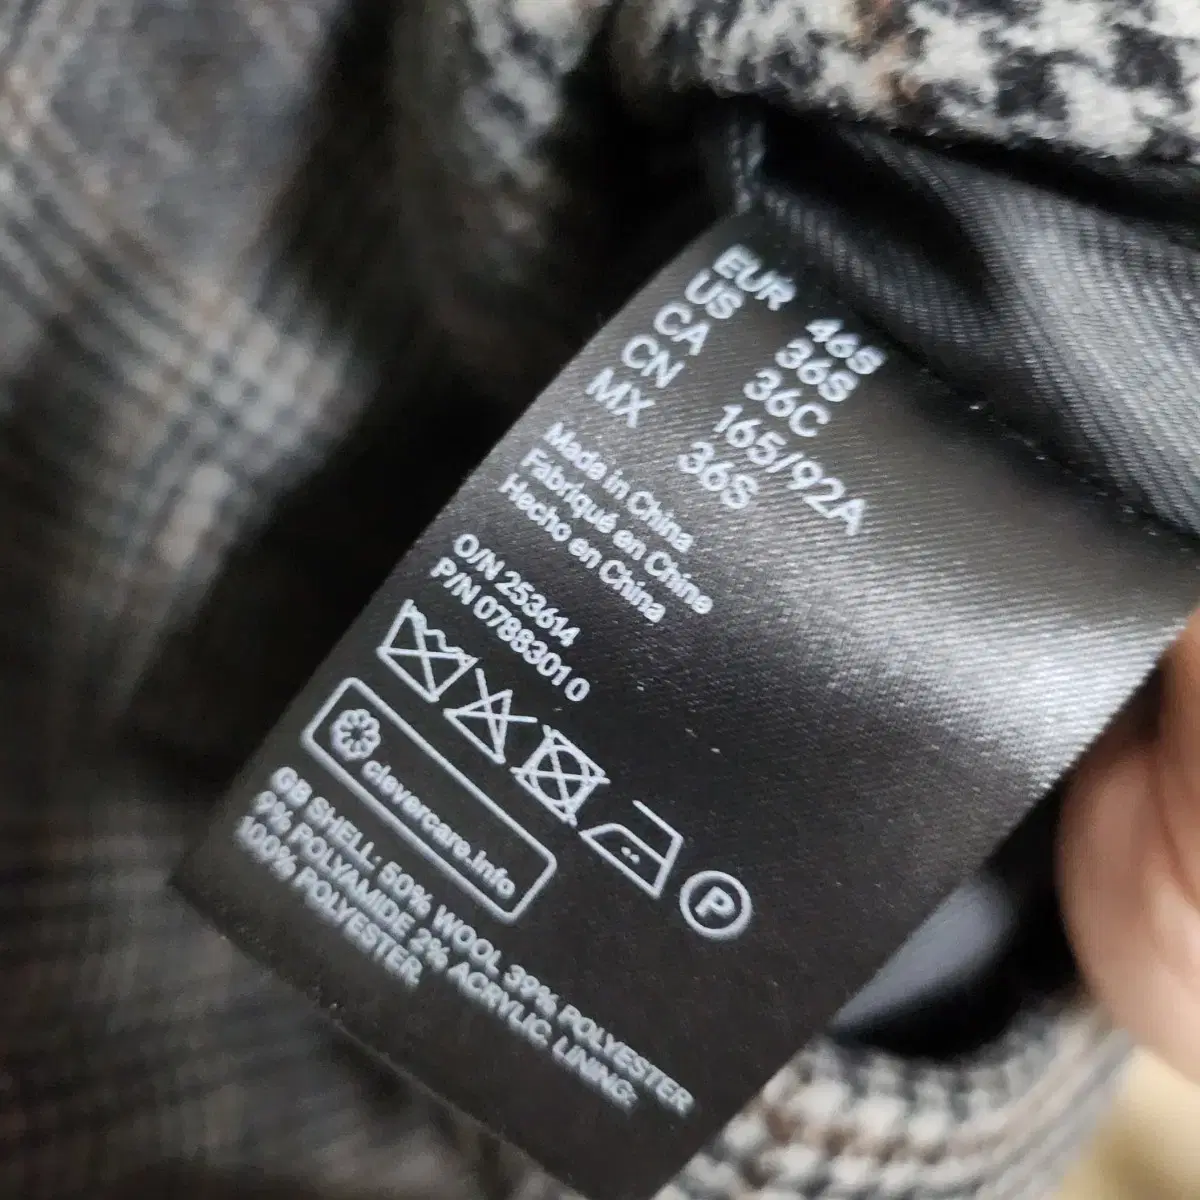 EUR 46S
US 36S
CA 36C
CN 165/92A
MX 36S
Made in China
Fabriqué en Chine
Hecho en China
O/N 253614
P/N 07883010
P
clevercare.info
GB SHELL: 50% WOOL 39% POLYESTER
9% POLYAMIDE 2% ACRYLIC. LINING:
100% POLYESTER.